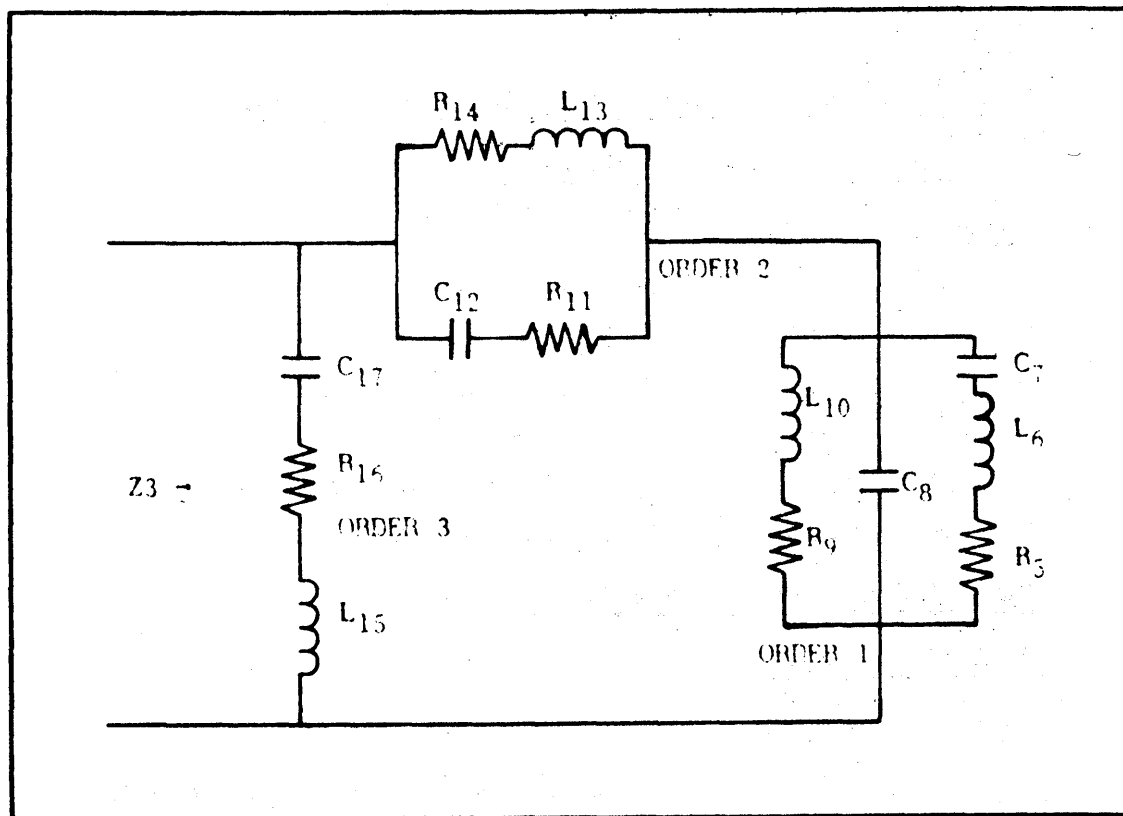 R14
L13
ORDER 2
C12
R11
C17
C7
L10
L6
R16
Z3 →
C8
ORDER 3
R9
R5
L15
ORDER 1